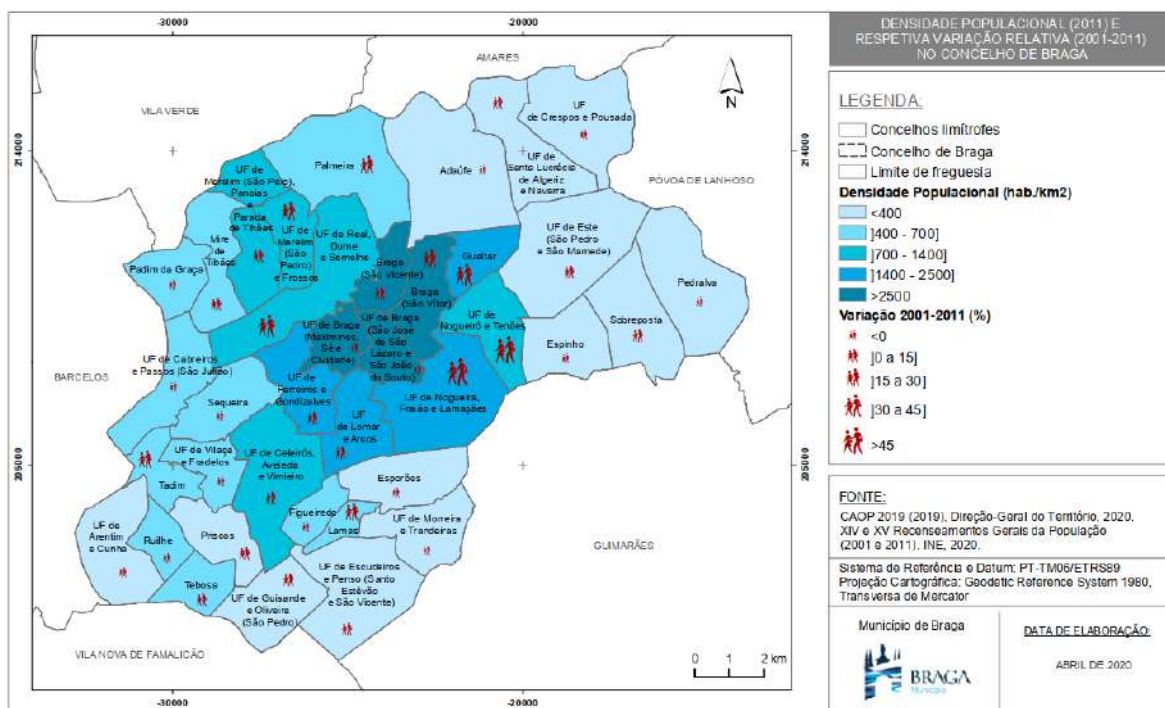 -30000
-20000
DENSIDADE POPULACIONAL (2011) E
RESPETIVA VARIAÇÃO RELATIVA (2001-2011)
NO CONCELHO DE BRAGA
AMARES
VILA VERDE
PÓVOA DE LANHOSO
BARCELOS
GUIMARÃES
VILA NOVA DE FAMALICÃO
214000
214000
205000
205000
N
UF
de Crespos e Pousada
Palmeira
Adaúfe
UF de
Santa Lucrécia
de Algeriz
e Navarra
UF de
Merelim (São Paio),
Panoias
e
Parada
de Tibães
UF de
Merelim
(São
Pedro)
e Frossos
UF de Real,
Dume
e Semelhe
Mire
de
Tibães
Padim da Graça
Braga
(São Vicente)
Braga
(São Vítor)
Gualtar
UF de Este
(São Pedro
e São Mamede)
Pedralva
Sobreposta
Espinho
UF de
Nogueiró e Tenões
UF de Braga
(Maximinos,
Sé e
Cividade)
UF de Braga
(São José
de São
Lázaro e
São João
do Souto)
UF de Cabreiros
e Passos (São Julião)
Sequeira
UF de
Ferreiros e
Gondizalves
UF
de Lomar
e Arcos
UF de Nogueira,
Fraião e Lamaçães
UF de Vilaça
e Fradelos
Tadim
UF de Celeirós,
Aveleda
e Vimieiro
Esporões
Figueiredo
Lamas
UF de Morreira
e Trandeiras
UF de
Arentim
e Cunha
Ruilhe
Priscos
Tebosa
UF de Guisande
e Oliveira
(São Pedro)
UF de Escudeiros
e Penso (Santo
Estêvão
e São Vicente)
0 1 2 km
-30000
-20000
LEGENDA:
Concelhos limítrofes
Concelho de Braga
Limite de freguesia
Densidade Populacional (hab./km2)
<400
]400 - 700]
]700 - 1400]
]1400 - 2500]
>2500
Variação 2001-2011 (%)
<0
]0 a 15]
]15 a 30]
]30 a 45]
>45
FONTE:
CAOP 2019 (2019), Direção-Geral do Território, 2020.
XIV e XV Recenseamentos Gerais da População
(2001 e 2011), INE, 2020.
Sistema de Referência e Datum: PT-TM06/ETRS89
Projeção Cartográfica: Geodetic Reference System 1980,
Transversa de Mercator
Município de Braga
BRAGA
Município
DATA DE ELABORAÇÃO:
ABRIL DE 2020